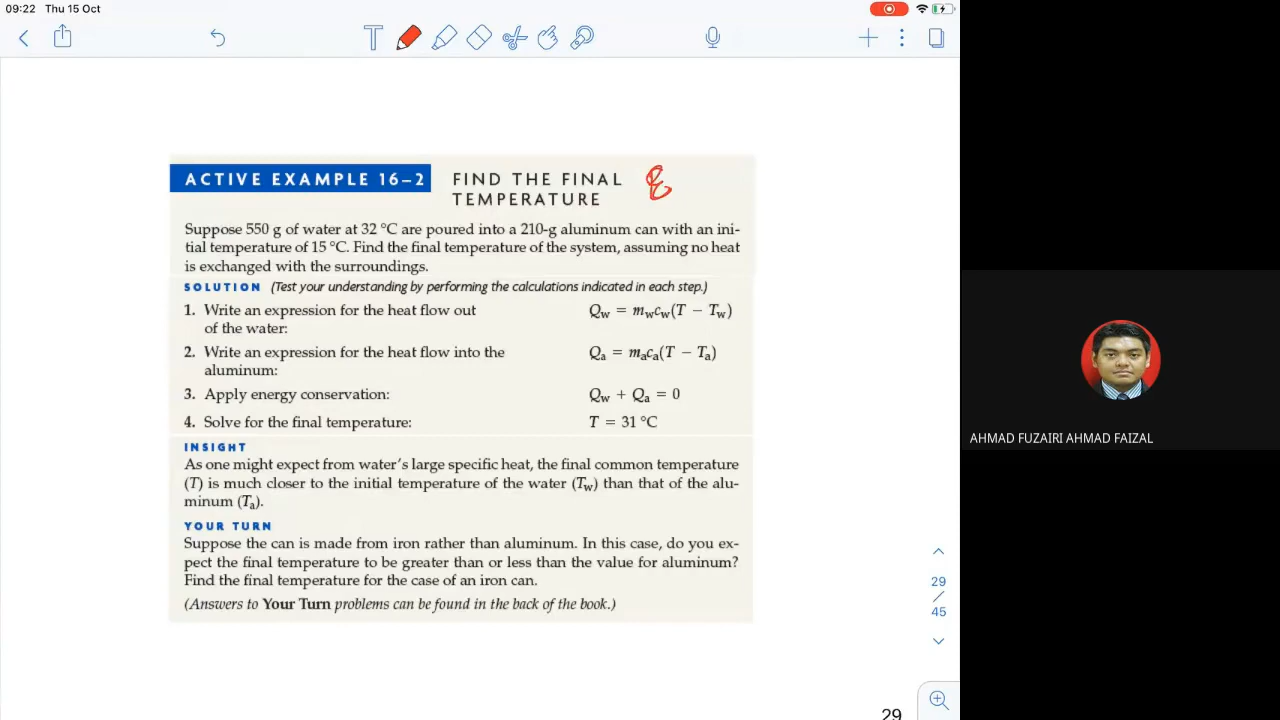 09:22 Thu 15 Oct
ACTIVE EXAMPLE 16–2 FIND THE FINAL
TEMPERATURE
Suppose 550 g of water at 32 °C are poured into a 210-g aluminum can with an ini-
tial temperature of 15 °C. Find the final temperature of the system, assuming no heat
is exchanged with the surroundings.
SOLUTION (Test your understanding by performing the calculations indicated in each step.)
1. Write an expression for the heat flow out Qw = mwcw(T − Tw)
of the water:
2. Write an expression for the heat flow into the Qa = maca(T − Ta)
aluminum:
3. Apply energy conservation: Qw + Qa = 0
4. Solve for the final temperature: T = 31 °C
INSIGHT
As one might expect from water's large specific heat, the final common temperature
(T) is much closer to the initial temperature of the water (Tw) than that of the alu-
minum (Ta).
YOUR TURN
Suppose the can is made from iron rather than aluminum. In this case, do you ex-
pect the final temperature to be greater than or less than the value for aluminum?
Find the final temperature for the case of an iron can.
(Answers to Your Turn problems can be found in the back of the book.)
29
/
45
29
AHMAD FUZAIRI AHMAD FAIZAL